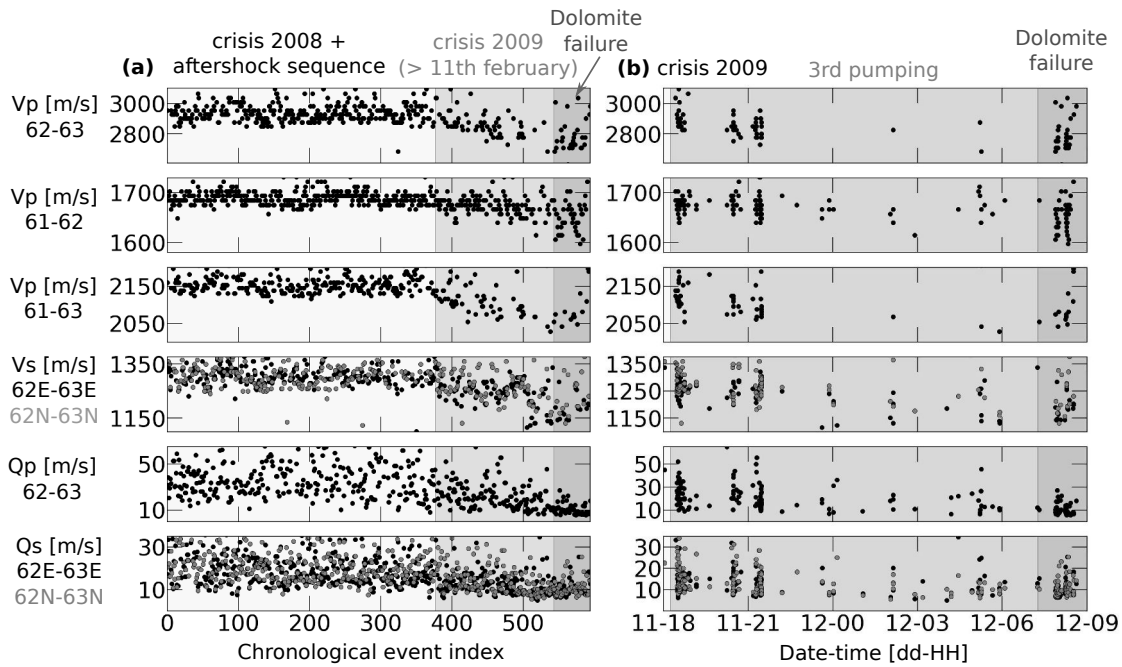 Dolomite
failure
crisis 2008 +
aftershock sequence
crisis 2009
(> 11th february)
(a)
(b) crisis 2009
3rd pumping
Dolomite
failure
Vp [m/s]
62-63
3000
2800
3000
2800
Vp [m/s]
61-62
1700
1600
1700
1600
Vp [m/s]
61-63
2150
2050
2150
2050
Vs [m/s]
62E-63E
62N-63N
1350
1150
1350
1250
1150
Qp [m/s]
62-63
50
10
50
30
10
Qs [m/s]
62E-63E
62N-63N
30
10
30
20
10
0 100 200 300 400 500
Chronological event index
11-18 11-21 12-00 12-03 12-06 12-09
Date-time [dd-HH]